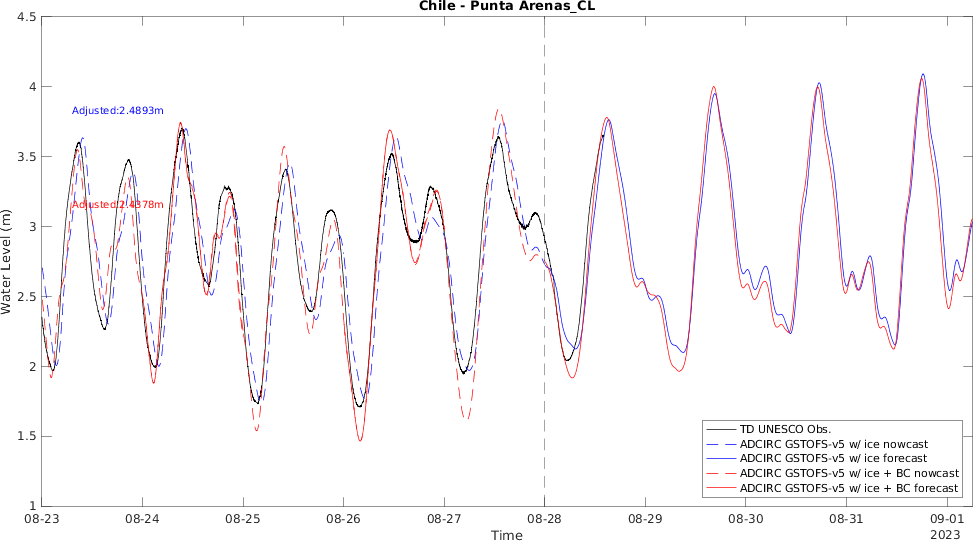 Chile - Punta Arenas_CL
4.5
4
3.5
3
2.5
2
1.5
1
Water Level (m)
Adjusted:2.4893m
Adjusted:2.4378m
TD UNESCO Obs.
ADCIRC GSTOFS-v5 w/ ice nowcast
ADCIRC GSTOFS-v5 w/ ice forecast
ADCIRC GSTOFS-v5 w/ ice + BC nowcast
ADCIRC GSTOFS-v5 w/ ice + BC forecast
08-23 08-24 08-25 08-26 08-27 08-28 08-29 08-30 08-31 09-01
2023
Time